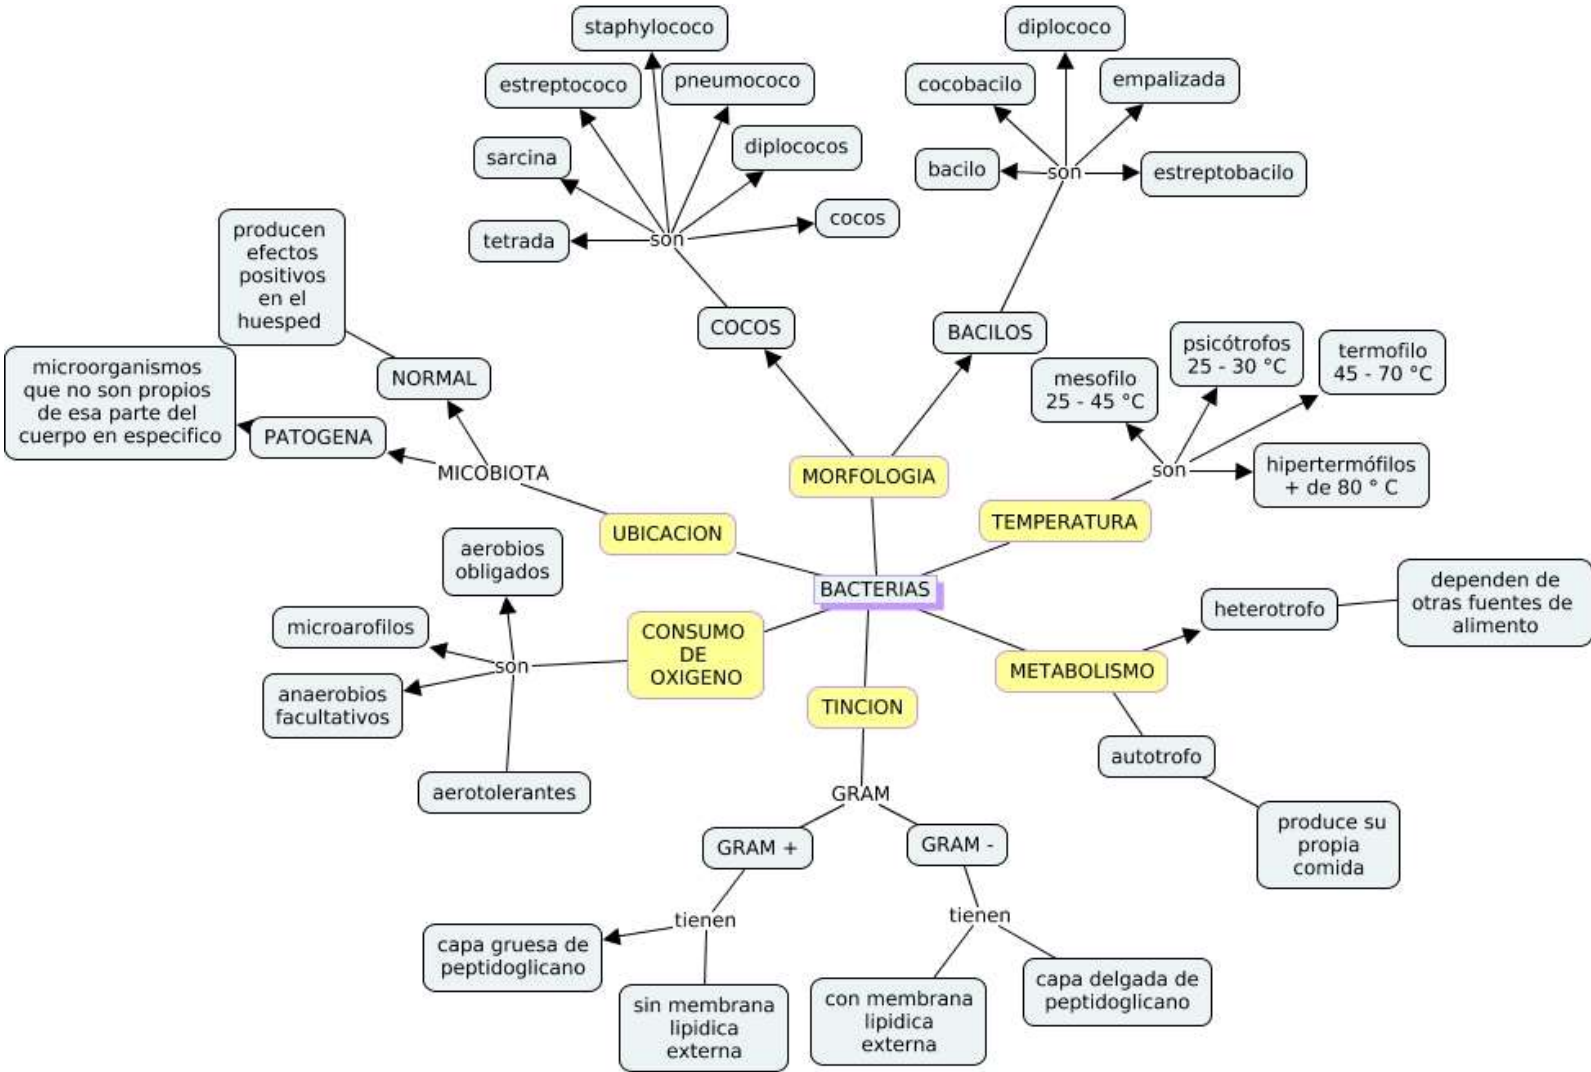 staphylococo
diplococo
estreptococo
pneumococo
cocobacilo
empalizada
sarcina
diplococos
bacilo
son
estreptobacilo
tetrada
son
cocos
producen
efectos
positivos
en el
huesped
COCOS
BACILOS
microorganismos
que no son propios
de esa parte del
cuerpo en especifico
NORMAL
PATOGENA
MICOBIOTA
mesofilo
25 - 45 °C
psicótrofos
25 - 30 °C
termofilo
45 - 70 °C
son
hipertermófilos
+ de 80 ° C
MORFOLOGIA
TEMPERATURA
UBICACION
BACTERIAS
aerobios
obligados
microarofilos
son
anaerobios
facultativos
aerotolerantes
CONSUMO
DE
OXIGENO
TINCION
METABOLISMO
heterotrofo
dependen de
otras fuentes de
alimento
autotrofo
produce su
propia
comida
GRAM
GRAM +
GRAM -
tienen
tienen
capa gruesa de
peptidoglicano
sin membrana
lipidica
externa
con membrana
lipidica
externa
capa delgada de
peptidoglicano